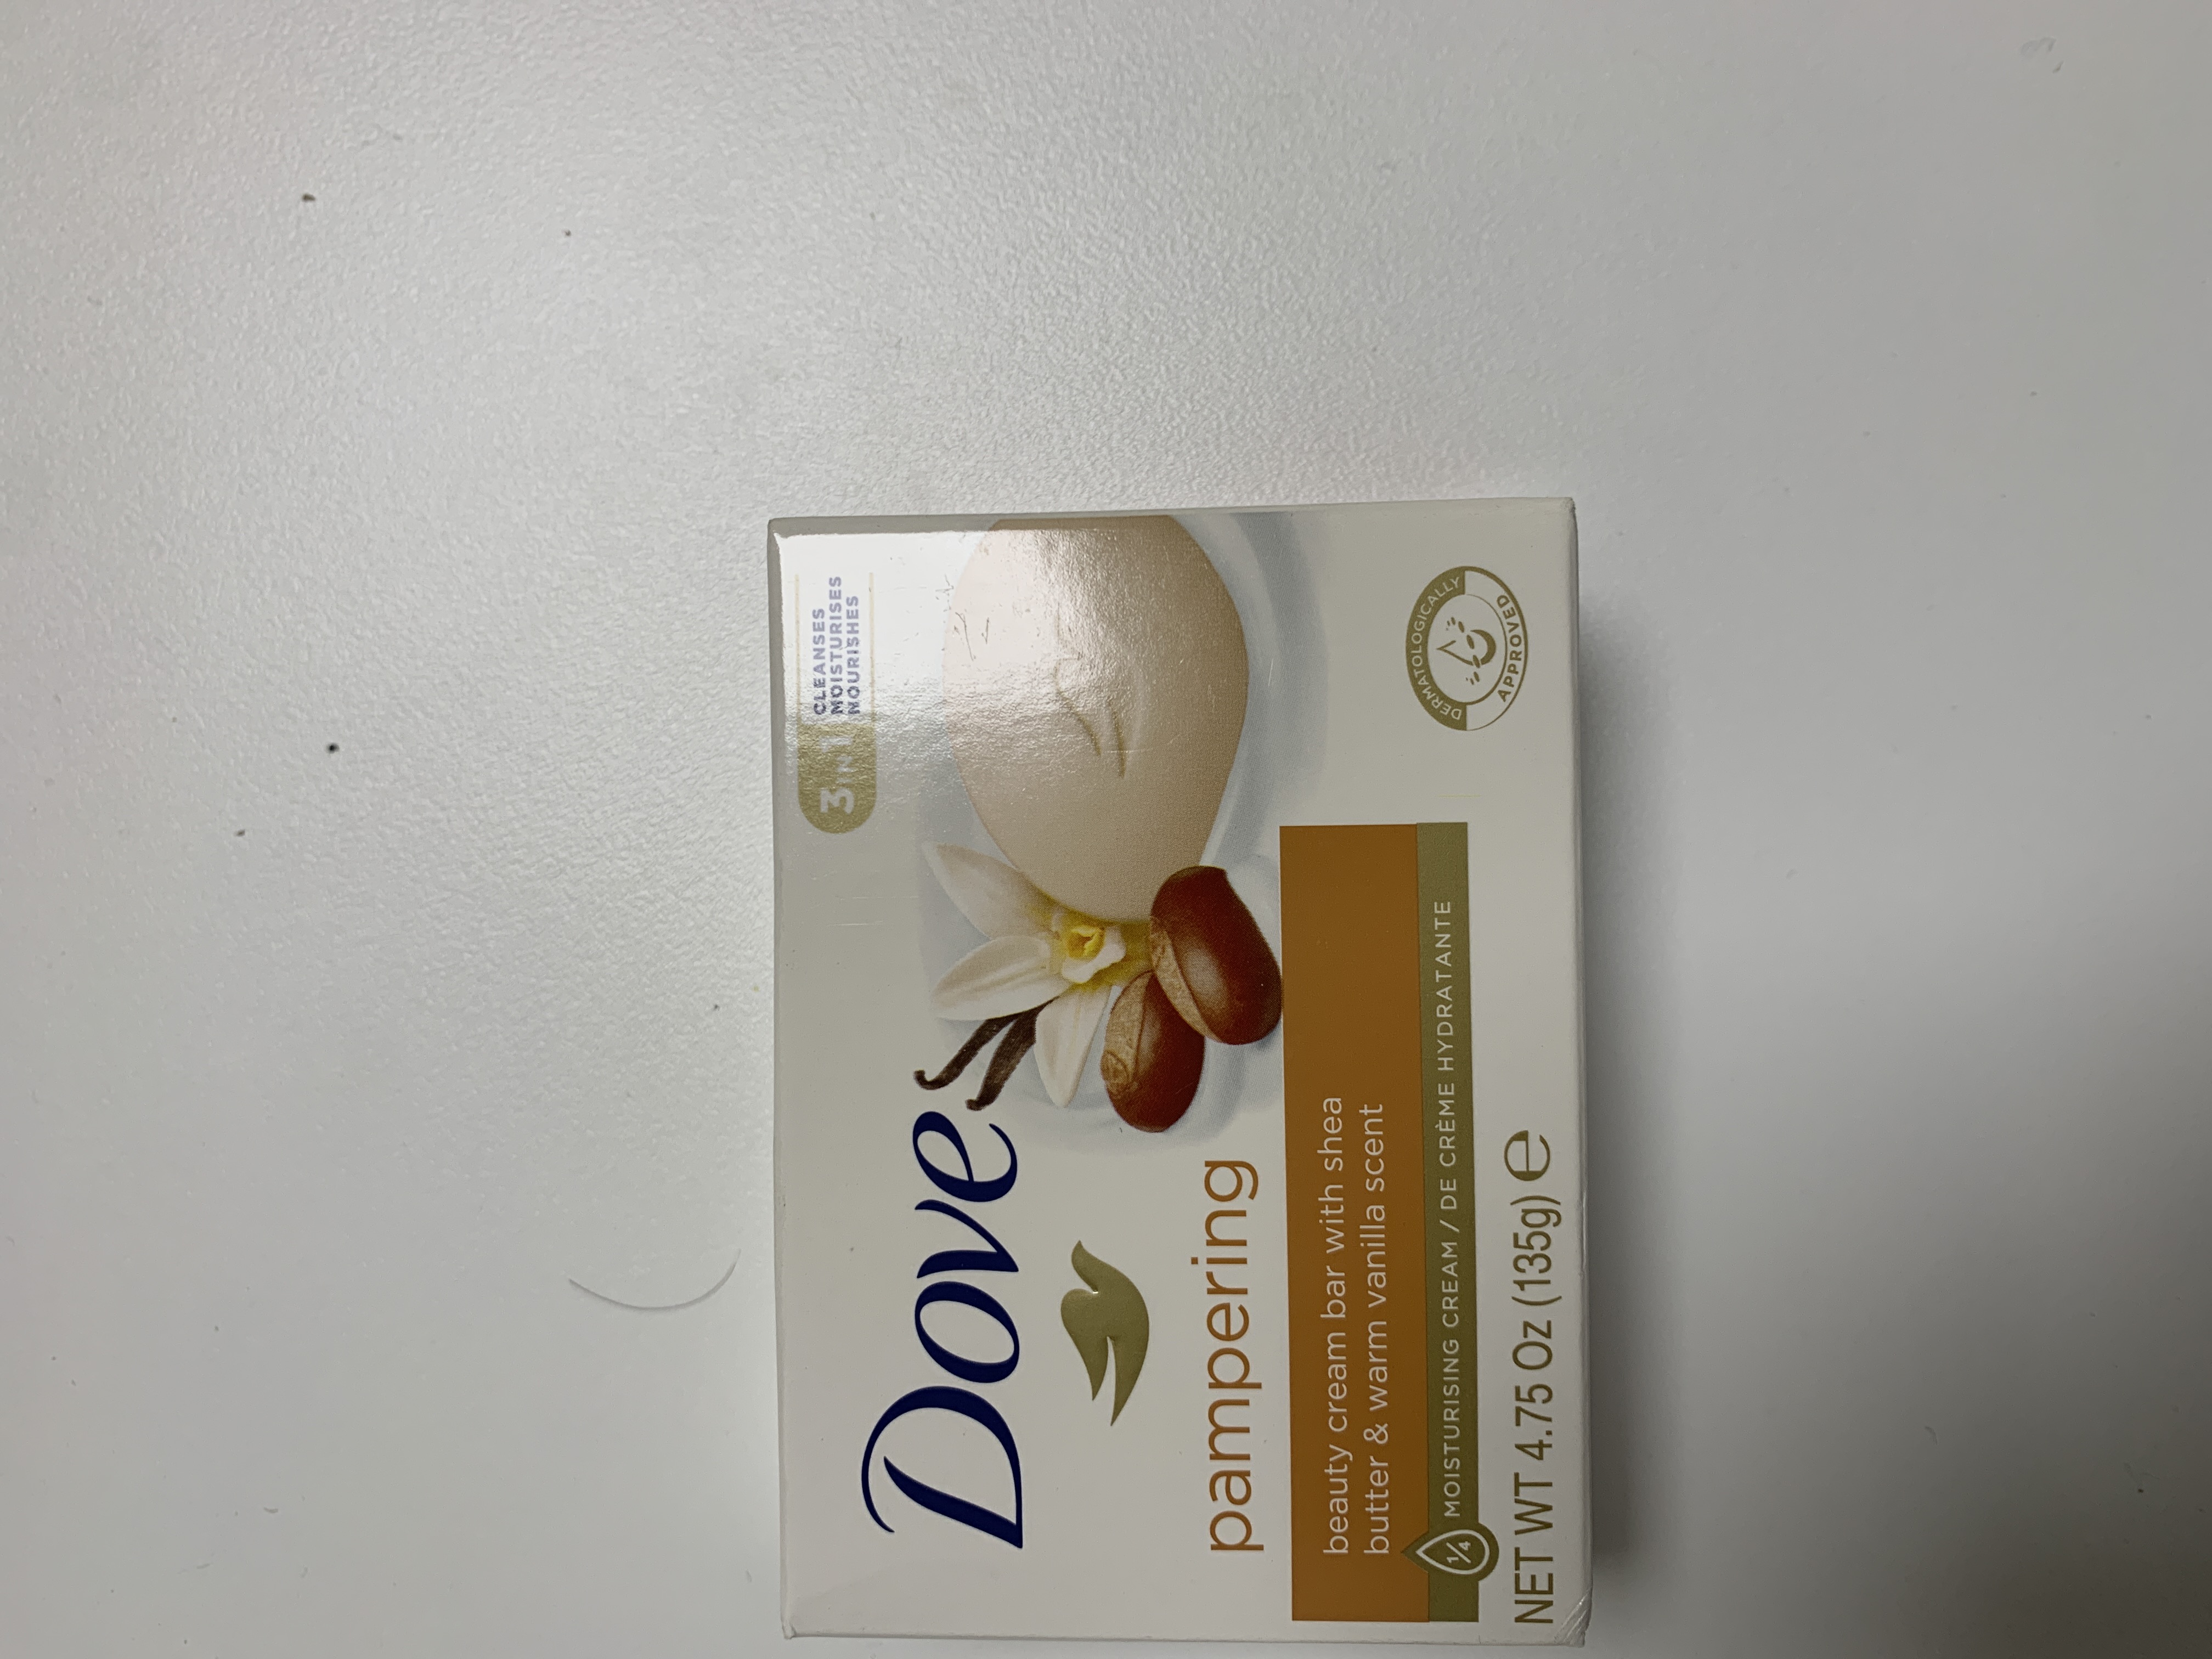 Dove
3 IN 1
CLEANSES
MOISTURISES
NOURISHES
pampering
beauty cream bar with shea
butter & warm vanilla scent
1/4 MOISTURISING CREAM / DE CRÈME HYDRATANTE
NET WT 4.75 Oz (135g) e
DERMATOLOGICALLY
APPROVED